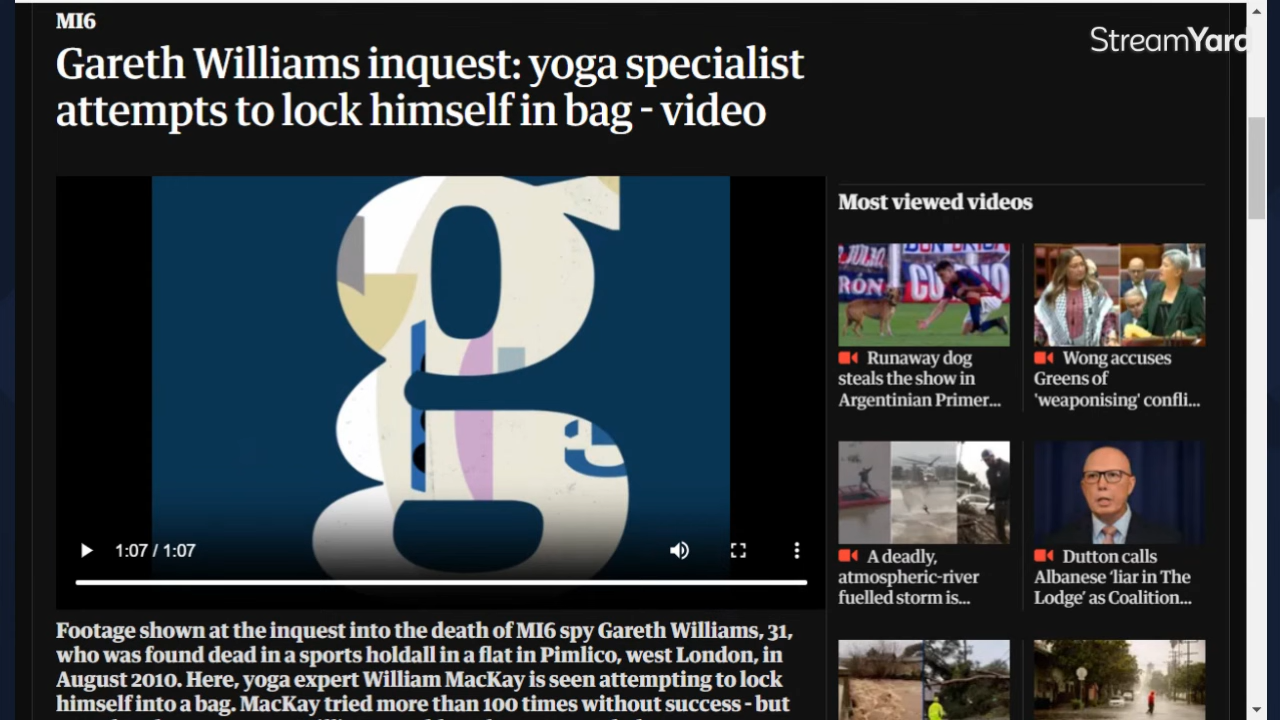 MI6
StreamYard
Gareth Williams inquest: yoga specialist
attempts to lock himself in bag - video
g
Most viewed videos
Runaway dog
steals the show in
Argentinian Primer...
Wong accuses
Greens of
'weaponising' confli...
1:07 / 1:07
A deadly,
atmospheric-river
fuelled storm is...
Dutton calls
Albanese ‘liar in The
Lodge’ as Coalition...
Footage shown at the inquest into the death of MI6 spy Gareth Williams, 31,
who was found dead in a sports holdall in a flat in Pimlico, west London, in
August 2010. Here, yoga expert William MacKay is seen attempting to lock
himself into a bag. MacKay tried more than 100 times without success - but